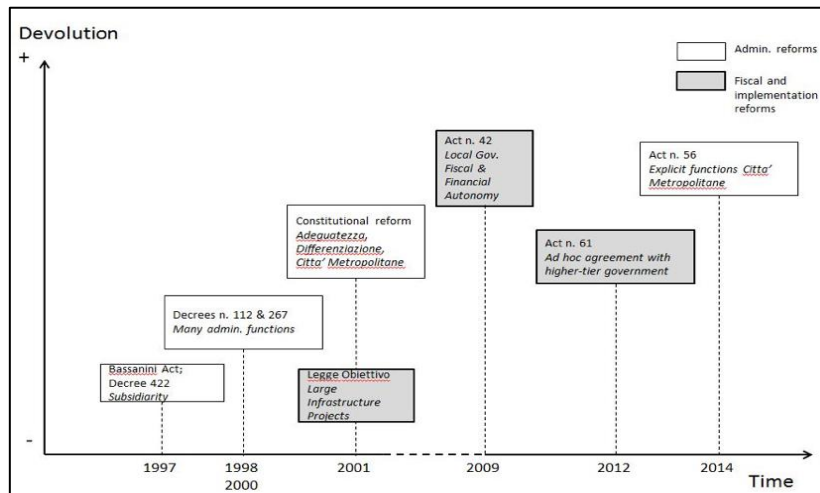 Devolution
+
Admin. reforms
Fiscal and
implementation
reforms
Act n. 42
Local Gov.
Fiscal &
Financial
Autonomy
Act n. 56
Explicit functions Citta’
Metropolitane
Constitutional reform
Adeguatezza,
Differenziazione,
Citta’ Metropolitane
Act n. 61
Ad hoc agreement with
higher-tier government
Decrees n. 112 & 267
Many admin. functions
Bassanini Act;
Decree 422
Subsidiarity
Legge Obiettivo
Large
Infrastructure
Projects
-
1997
1998
2000
2001
2009
2012
2014
Time